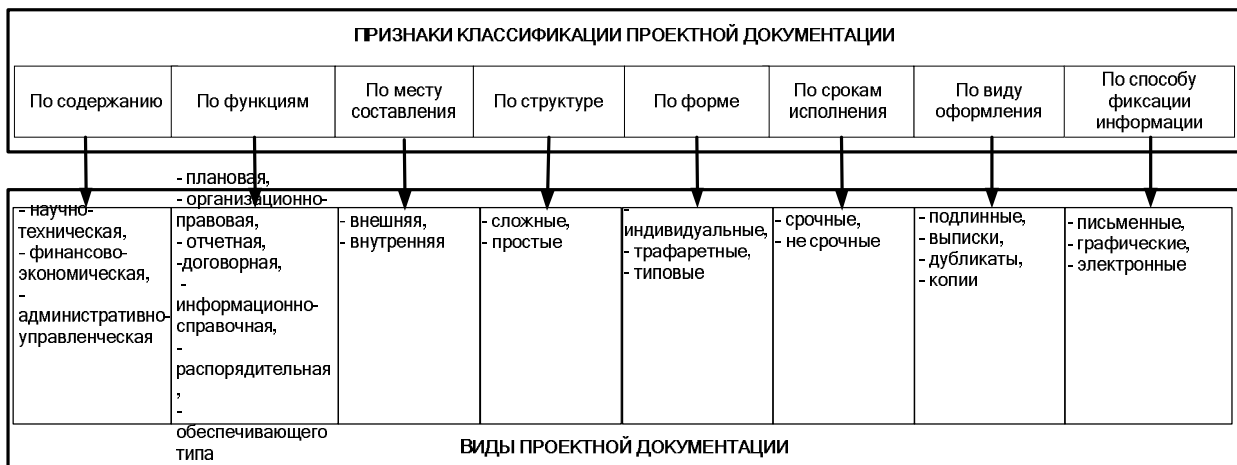 ПРИЗНАКИ КЛАССИФИКАЦИИ ПРОЕКТНОЙ ДОКУМЕНТАЦИИ
По содержанию
По функциям
По месту
составления
По структуре
По форме
По срокам
исполнения
По виду
оформления
По способу
фиксации
информации
- научно-
техническая,
- финансово-
экономическая,
-
административно-
управленческая
- плановая,
- организационно-
правовая,
- отчетная,
-договорная,
-
информационно-
справочная,
-
распорядительная
,
-
обеспечивающего
типа
- внешняя,
- внутренняя
- сложные,
- простые
-
индивидуальные,
- трафаретные,
- типовые
- срочные,
- не срочные
- подлинные,
- выписки,
- дубликаты,
- копии
- письменные,
- графические,
- электронные
ВИДЫ ПРОЕКТНОЙ ДОКУМЕНТАЦИИ